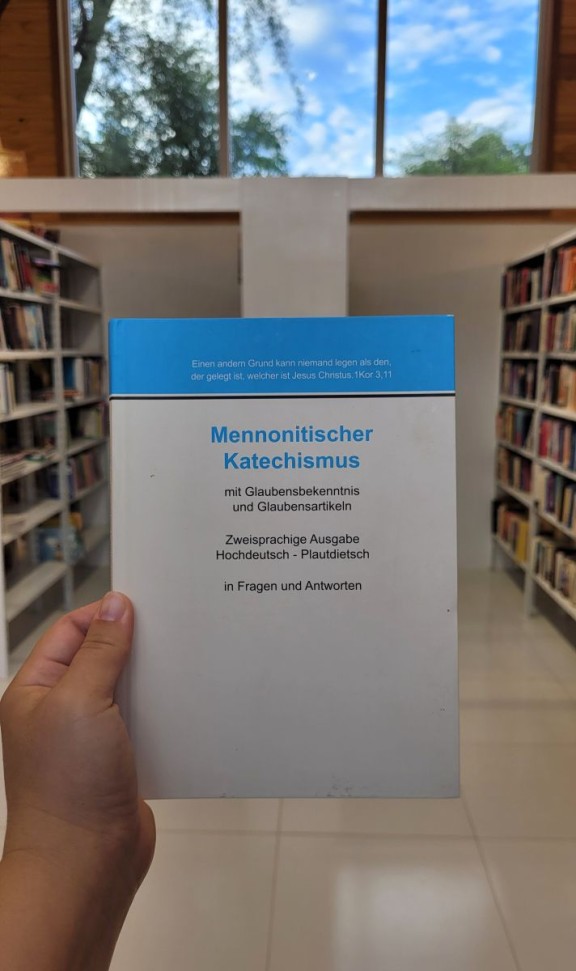 Einen andern Grund kann niemand legen als den,
der gelegt ist, welcher ist Jesus Christus.1Kor 3,11
Mennonitischer
Katechismus
mit Glaubensbekenntnis
und Glaubensartikeln
Zweisprachige Ausgabe
Hochdeutsch - Plautdietsch
in Fragen und Antworten